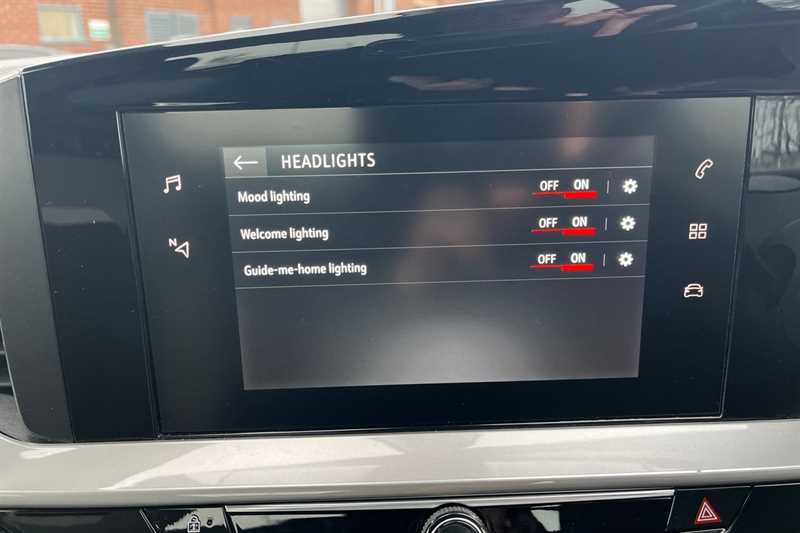 HEADLIGHTS
Mood lighting OFF ON
Welcome lighting OFF ON
Guide-me-home lighting OFF ON
N